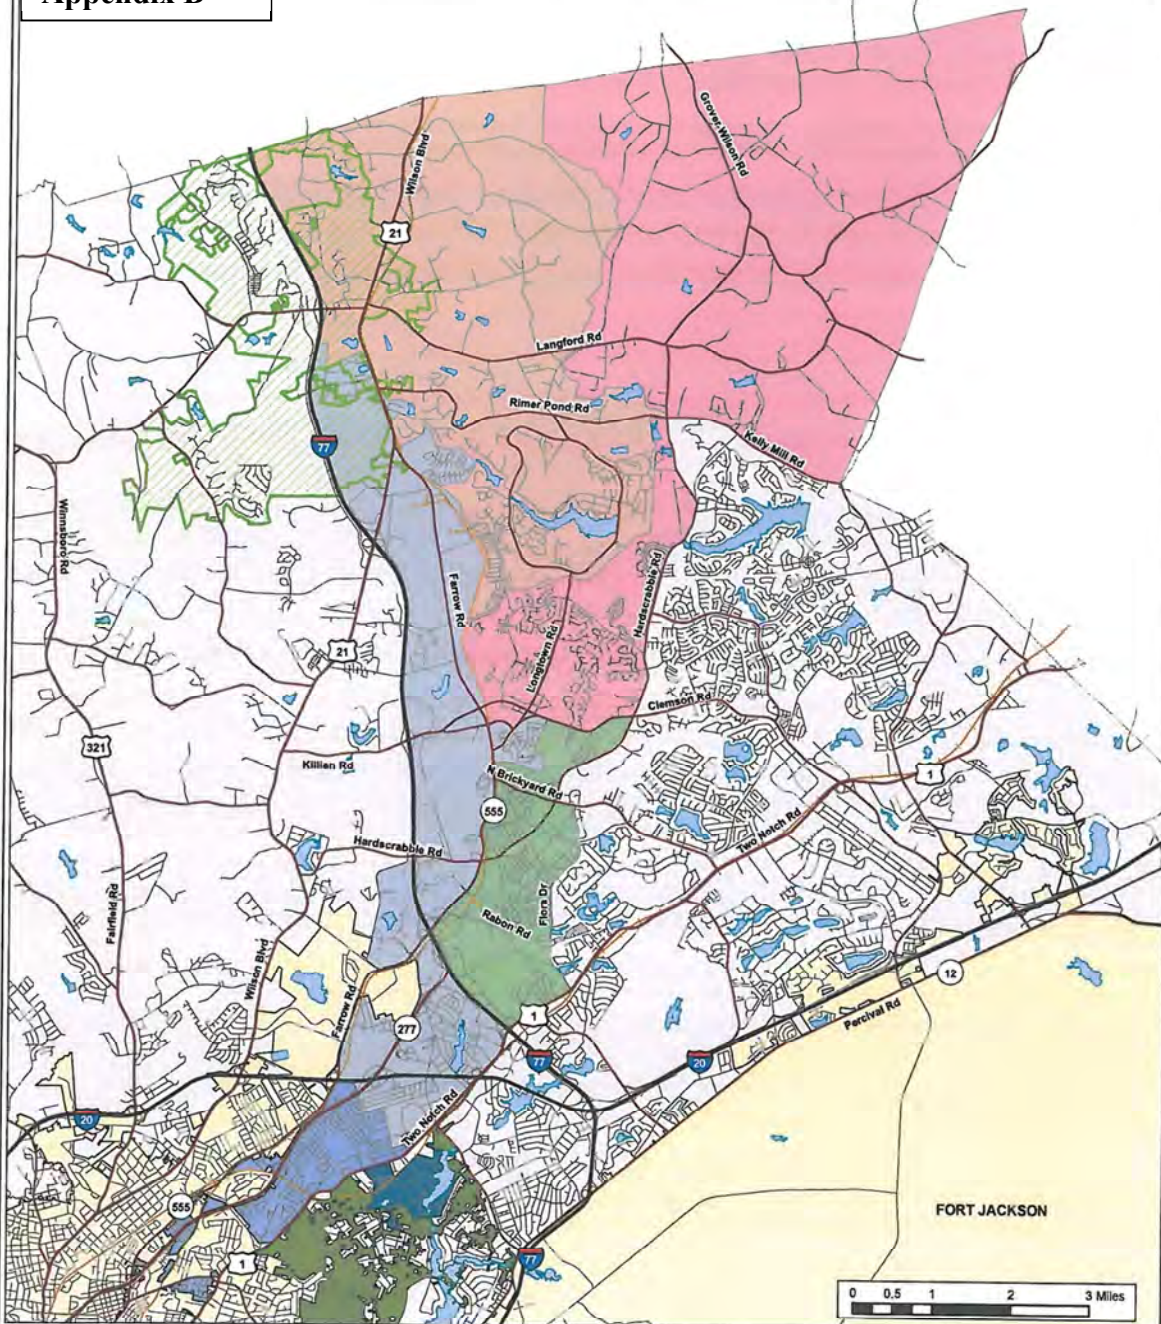 Appendix B
Grover Wilson Rd
Wilson Blvd
21
Langford Rd
Rimer Pond Rd
Kelly Mill Rd
77
Winnsboro Rd
Farrow Rd
Hardscrabble Rd
Longtown Rd
21
Clemson Rd
321
Killien Rd
N Brickyard Rd
1
555
Two Notch Rd
Hardscrabble Rd
Fairfield Rd
Flora Dr
Rabon Rd
Wilson Blvd
12
Farrow Rd
277
1
Percival Rd
77
20
20
Two Notch Rd
555
FORT JACKSON
1
77
0 0.5 1 2 3 Miles